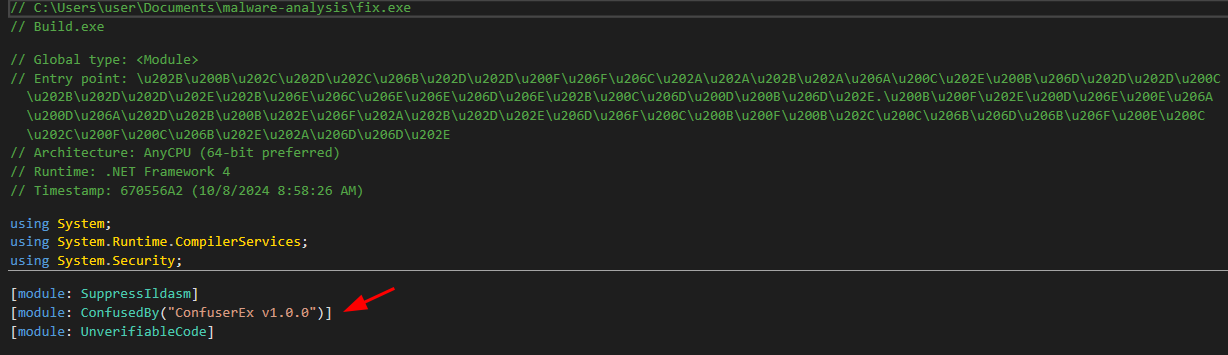 // C:\Users\user\Documents\malware-analysis\fix.exe
// Build.exe
// Global type: <Module>
// Entry point: \u202B\u200B\u202C\u202D\u202C\u206B\u202D\u202D\u200F\u206F\u206C\u202A\u202A\u202B\u202A\u206A\u200C\u202E\u200B\u206D\u202D\u202D\u200C
\u202B\u202D\u202D\u202E\u202B\u206E\u206C\u206E\u206E\u206D\u206E\u202B\u200C\u206D\u200D\u200B\u206D\u202E.\u200B\u200F\u202E\u200D\u206E\u200E\u206A
\u200D\u206A\u202D\u202B\u200B\u202E\u206F\u202A\u202B\u202D\u202E\u206D\u206F\u200C\u200B\u200F\u200B\u202C\u200C\u206B\u206D\u206B\u206F\u200E\u200C
\u202C\u200F\u200C\u206B\u202E\u202A\u206D\u206D\u202E
// Architecture: AnyCPU (64-bit preferred)
// Runtime: .NET Framework 4
// Timestamp: 670556A2 (10/8/2024 8:58:26 AM)
using System;
using System.Runtime.CompilerServices;
using System.Security;
[module: SuppressIldasm]
[module: ConfusedBy("ConfuserEx v1.0.0")]
[module: UnverifiableCode]